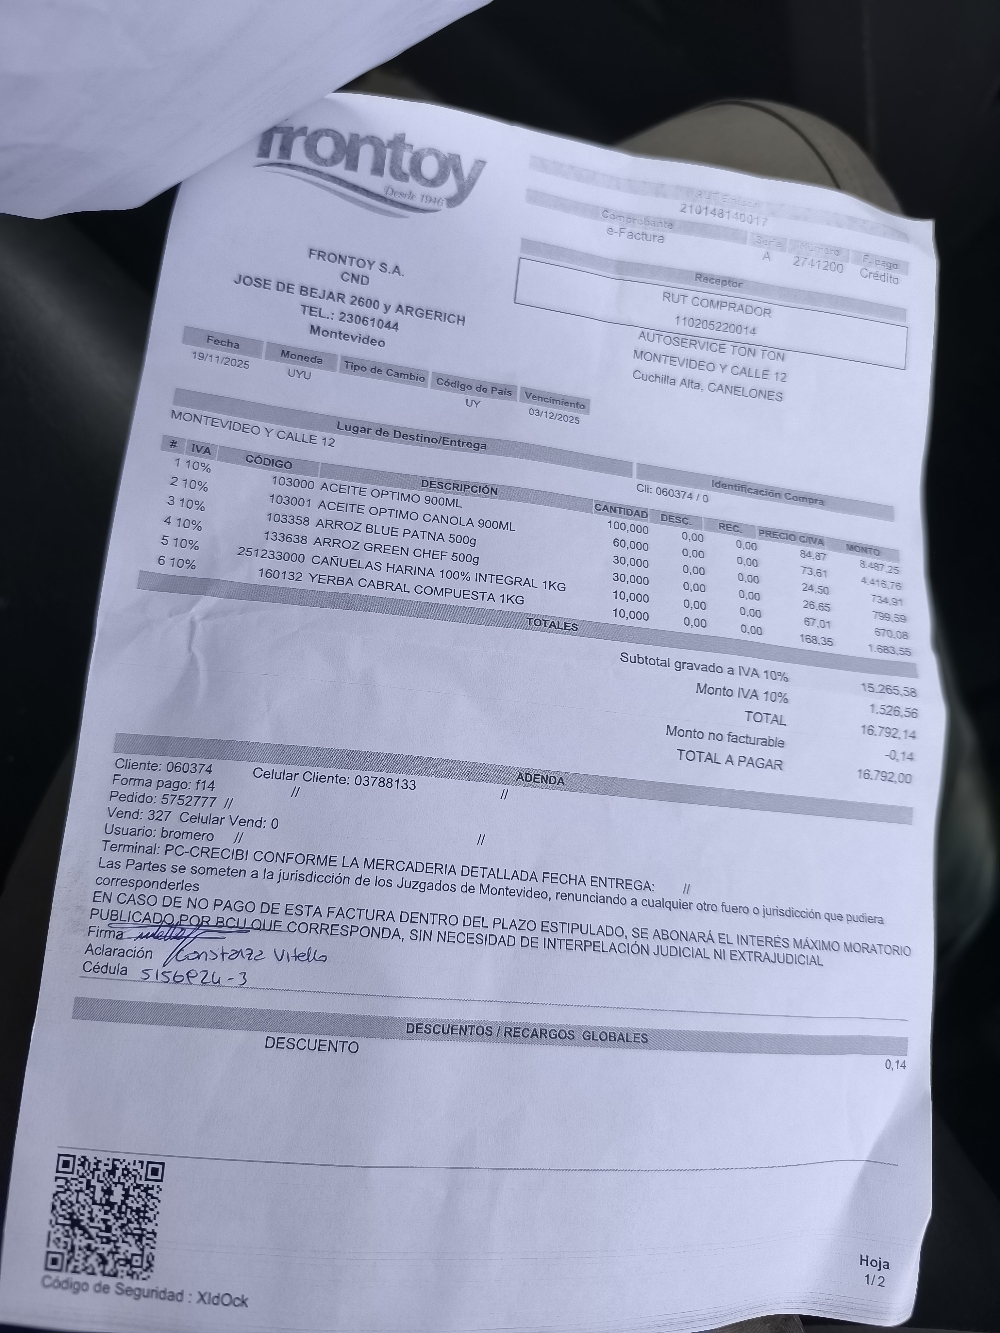 frontoy
Desde 1946
FRONTOY S.A.
CND
JOSE DE BEJAR 2600 y ARGERICH
TEL.: 23061044
Montevideo
RUT Emisor
210148140017
Comprobante Serie Número F. pago
e-Factura A 2741200 Crédito
Receptor
RUT COMPRADOR
110205220014
AUTOSERVICE TON TON
MONTEVIDEO Y CALLE 12
Cuchilla Alta, CANELONES
Fecha Moneda Tipo de Cambio Código de País Vencimiento
19/11/2025 UYU UY 03/12/2025
Lugar de Destino/Entrega Identificación Compra
MONTEVIDEO Y CALLE 12 Cli: 060374 / 0
# IVA CÓDIGO DESCRIPCIÓN CANTIDAD DESC. REC. PRECIO C/IVA MONTO
1 10% 103000 ACEITE OPTIMO 900ML 100,000 0,00 0,00 84,87 8.487,25
2 10% 103001 ACEITE OPTIMO CANOLA 900ML 60,000 0,00 0,00 73,61 4.416,76
3 10% 103358 ARROZ BLUE PATNA 500g 30,000 0,00 0,00 24,50 734,91
4 10% 133638 ARROZ GREEN CHEF 500g 30,000 0,00 0,00 26,65 799,59
5 10% 251233000 CAÑUELAS HARINA 100% INTEGRAL 1KG 10,000 0,00 0,00 67,01 670,08
6 10% 160132 YERBA CABRAL COMPUESTA 1KG 10,000 0,00 0,00 168,35 1.683,55
TOTALES
Subtotal gravado a IVA 10% 15.265,58
Monto IVA 10% 1.526,56
TOTAL 16.792,14
Monto no facturable -0,14
TOTAL A PAGAR 16.792,00
ADENDA
Cliente: 060374 Celular Cliente: 03788133 //
Forma pago: f14 //
Pedido: 5752777 //
Vend: 327 Celular Vend: 0 //
Usuario: bromero //
Terminal: PC-CRECIBI CONFORME LA MERCADERIA DETALLADA FECHA ENTREGA: //
Las Partes se someten a la jurisdicción de los Juzgados de Montevideo, renunciando a cualquier otro fuero o jurisdicción que pudiera
corresponderles
EN CASO DE NO PAGO DE ESTA FACTURA DENTRO DEL PLAZO ESTIPULADO, SE ABONARÁ EL INTERÉS MÁXIMO MORATORIO
PUBLICADO POR BCU QUE CORRESPONDA, SIN NECESIDAD DE INTERPELACIÓN JUDICIAL NI EXTRAJUDICIAL
Firma
Aclaración Constanza Vitello
Cédula
DESCUENTOS / RECARGOS GLOBALES
DESCUENTO 0,14
Código de Seguridad : XldOck
Hoja
1/2